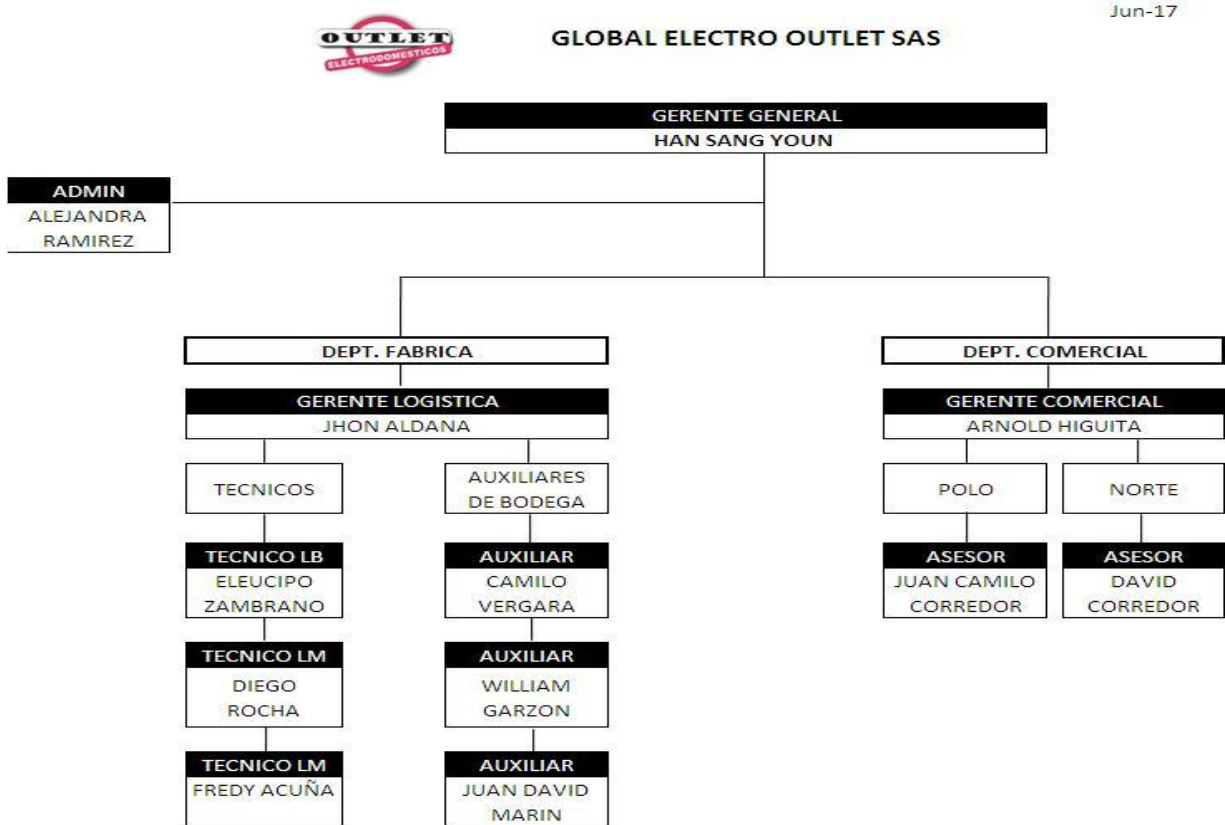 Jun-17
OUTLET
ELECTRODOMESTICOS
GLOBAL ELECTRO OUTLET SAS
GERENTE GENERAL
HAN SANG YOUN
ADMIN
ALEJANDRA
RAMIREZ
DEPT. FABRICA
GERENTE LOGISTICA
JHON ALDANA
TECNICOS
TECNICO LB
ELEUCIPO
ZAMBRANO
TECNICO LM
DIEGO
ROCHA
TECNICO LM
FREDY ACUÑA
AUXILIARES
DE BODEGA
AUXILIAR
CAMILO
VERGARA
AUXILIAR
WILLIAM
GARZON
AUXILIAR
JUAN DAVID
MARIN
DEPT. COMERCIAL
GERENTE COMERCIAL
ARNOLD HIGUITA
POLO
ASESOR
JUAN CAMILO
CORREDOR
NORTE
ASESOR
DAVID
CORREDOR